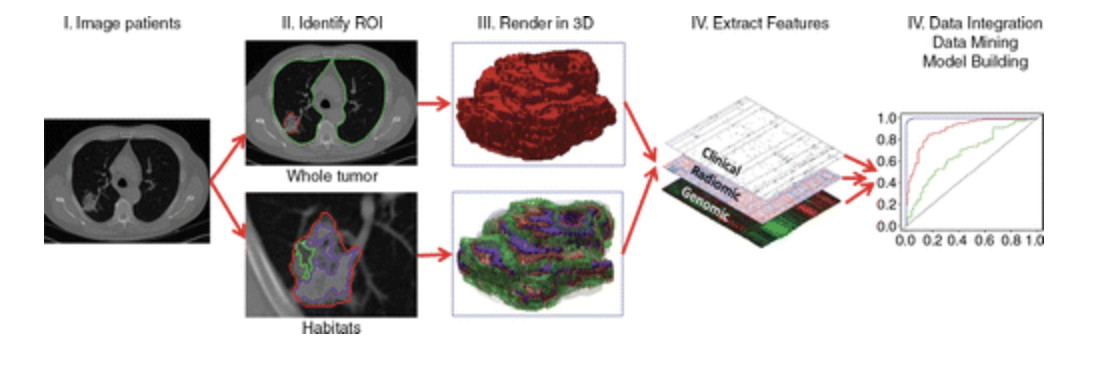 I. Image patients
II. Identify ROI
III. Render in 3D
IV. Extract Features
IV. Data Integration
Data Mining
Model Building
Whole tumor
Habitats
Clinical
Radiomic
Genomic
1.0
0.8
0.6
0.4
0.2
0.0
0.0 0.2 0.4 0.6 0.8 1.0